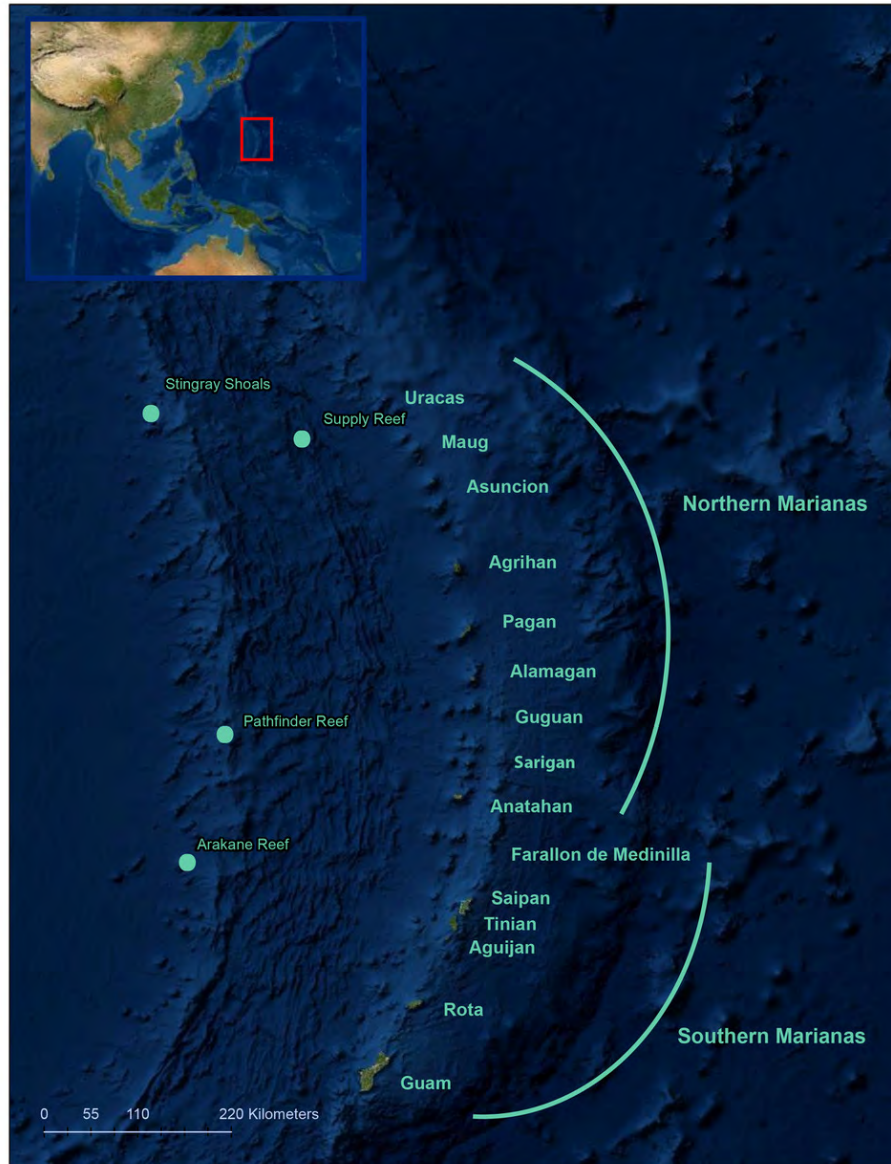 Stingray Shoals
Uracas
Supply Reef
Maug
Asuncion
Northern Marianas
Agrihan
Pagan
Alamagan
Guguan
Pathfinder Reef
Sarigan
Anatahan
Arakane Reef
Farallon de Medinilla
Saipan
Tinian
Aguijan
Rota
Southern Marianas
Guam
0 55 110 220 Kilometers